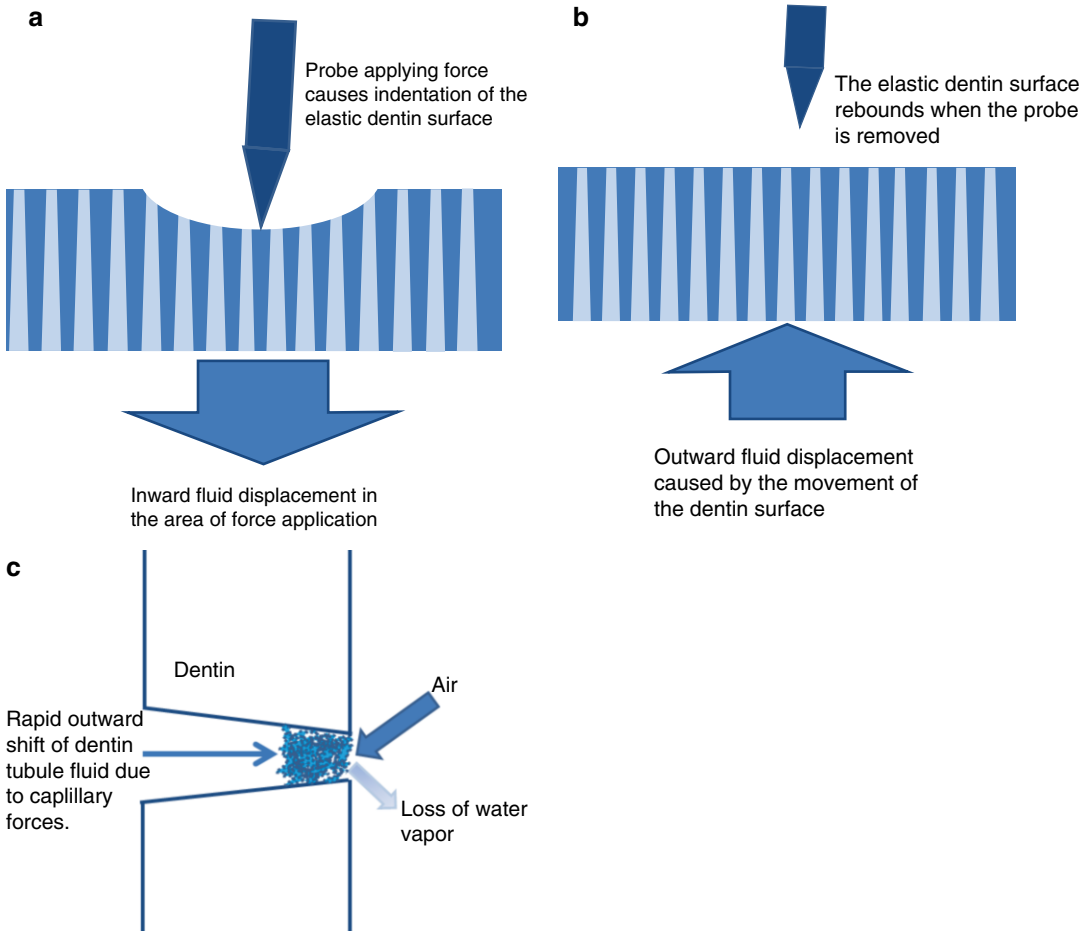 a
Probe applying force
causes indentation of the
elastic dentin surface
Inward fluid displacement in
the area of force application
b
The elastic dentin surface
rebounds when the probe
is removed
Outward fluid displacement
caused by the movement of
the dentin surface
c
Dentin
Air
Rapid outward
shift of dentin
tubule fluid due
to caplillary
forces.
Loss of water
vapor